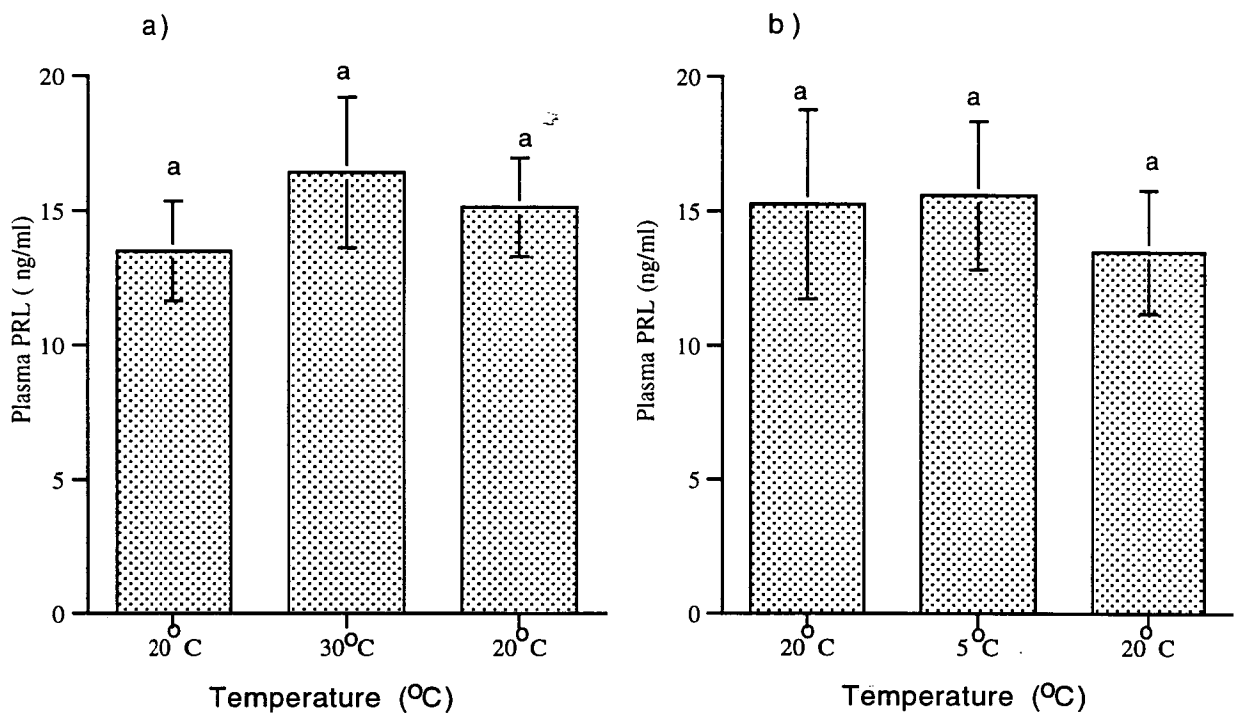 a)
20
15
10
5
0
Plasma PRL ( ng/ml)
a
a
a
20°C
30°C
20°C
Temperature (°C)
b)
20
15
10
5
0
Plasma PRL (ng/ml)
a
a
a
20°C
5°C
20°C
Temperature (°C)